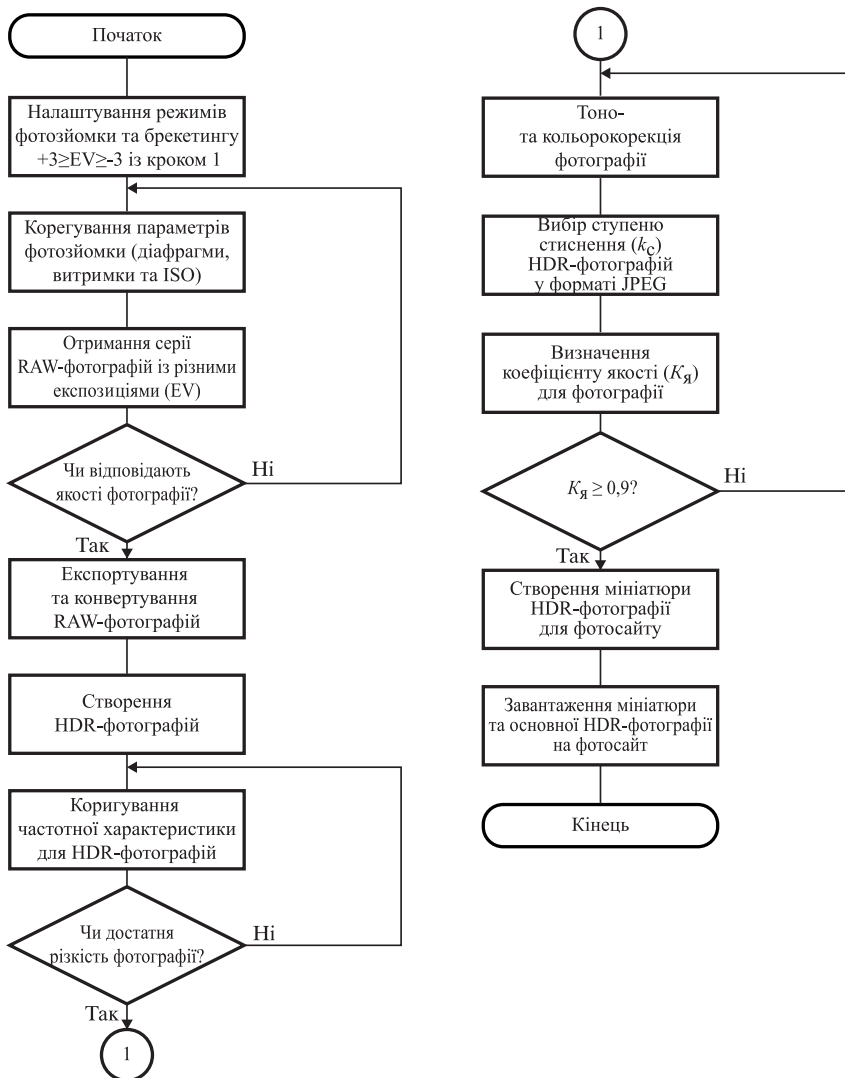 Початок
Налаштування режимів
фотозйомки та брекетингу
+3≥EV≥-3 із кроком 1
Корегування параметрів
фотозйомки (діафрагми,
витримки та ISO)
Отримання серії
RAW-фотографій із різними
експозиціями (EV)
Чи відповідають
якості фотографії?
Ні
Так
Експортування
та конвертування
RAW-фотографій
Створення
HDR-фотографій
Коригування
частотної характеристики
для HDR-фотографій
Чи достатня
різкість фотографії?
Ні
Так
1
1
Тоно-
та кольорокорекція
фотографії
Вибір ступеню
стиснення (kс)
HDR-фотографій
у форматі JPEG
Визначення
коефіцієнту якості (Kя)
для фотографії
Kя ≥ 0,9?
Ні
Так
Створення мініатюри
HDR-фотографії
для фотосайту
Завантаження мініатюри
та основної HDR-фотографії
на фотосайт
Кінець